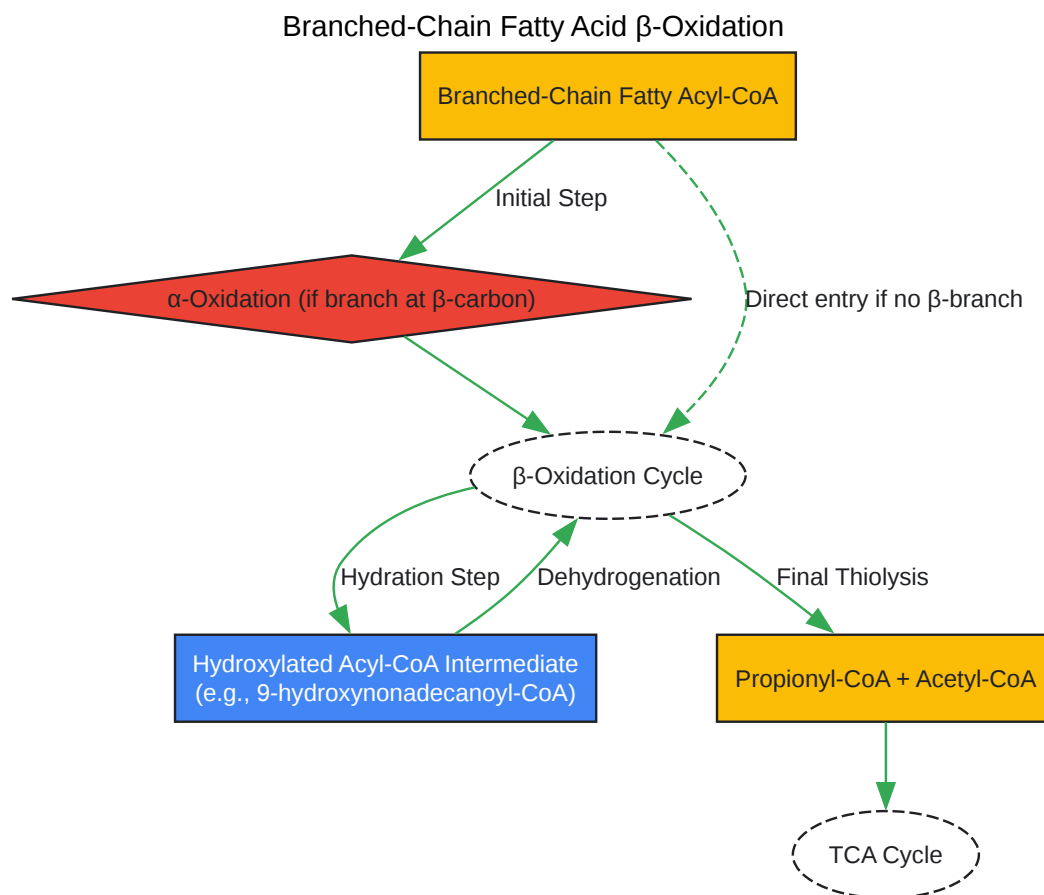 Branched-Chain Fatty Acid β-Oxidation
Branched-Chain Fatty Acyl-CoA
Initial Step
α-Oxidation (if branch at β-carbon)
Direct entry if no β-branch
β-Oxidation Cycle
Hydration Step
Dehydrogenation
Final Thiolysis
Hydroxylated Acyl-CoA Intermediate
(e.g., 9-hydroxynonadecanoyl-CoA)
Propionyl-CoA + Acetyl-CoA
TCA Cycle